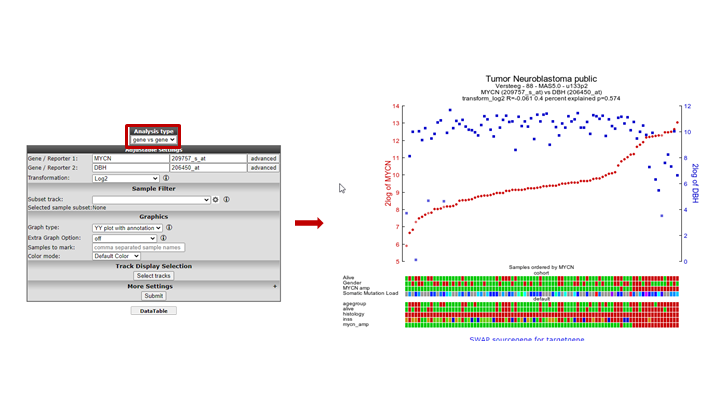 Analysis type
gene vs gene
Adjustable settings
Gene / Reporter 1: MYCN 209757_s_at advanced
Gene / Reporter 2: DBH 206450_at advanced
Transformation: Log2
Sample Filter
Subset track:
Selected sample subset:None
Graphics
Graph type: YY plot with annotation
Extra Graph Option: off
Samples to mark: comma separated sample names
Color mode: Default Color
Track Display Selection
Select tracks
More Settings +
Submit
DataTable
Tumor Neuroblastoma public
Versteeg - 88 - MAS5.0 - u133p2
MYCN (209757_s_at) vs DBH (206450_at)
transform_log2 R=-0.061 0.4 percent explained p=0.574
2log of MYCN
14
13
12
11
10
9
8
7
6
5
2log of DBH
12
10
8
6
4
2
0
Samples ordered by MYCN
cohort
Alive
Gender
MYCN amp
Somatic Mutation Load
default
agegroup
alive
histology
inss
mycn_amp
SWAP sourcegene for targetgene